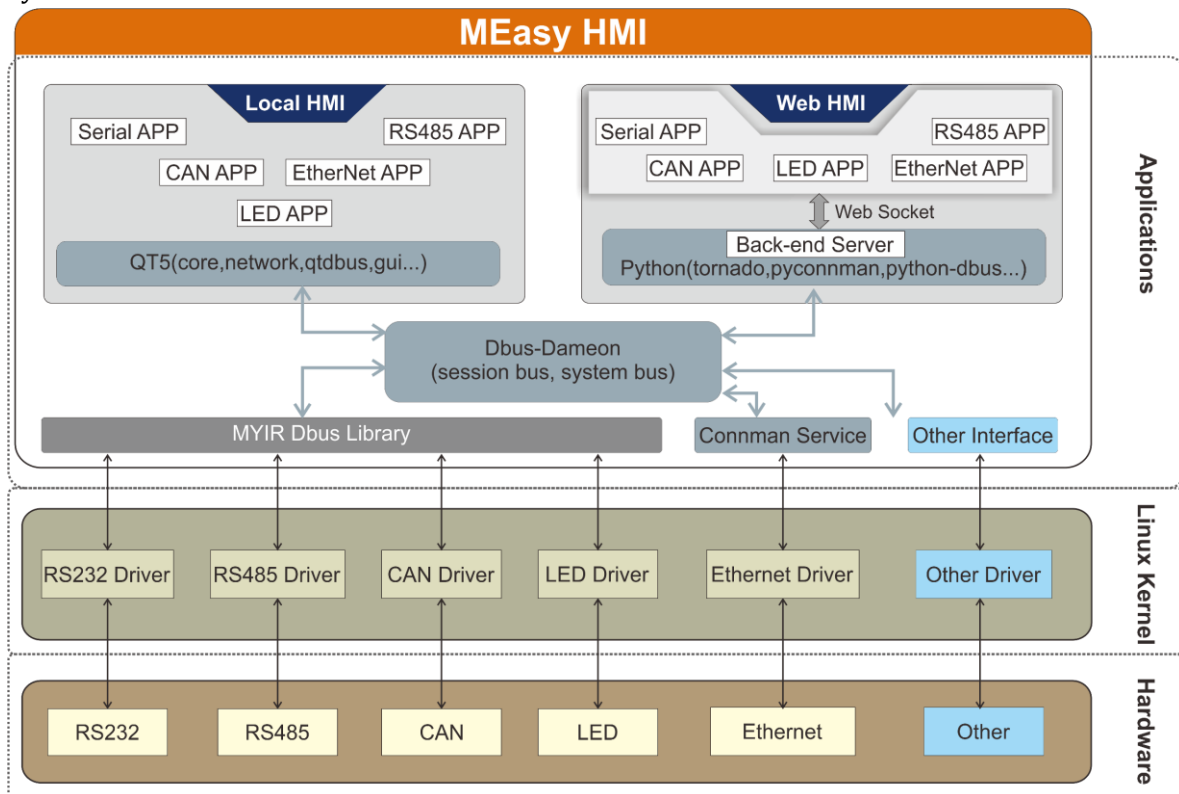 MEasy HMI
Local HMI
Serial APP
RS485 APP
CAN APP
EtherNet APP
LED APP
QT5(core,network,qtdbus,gui...)
Web HMI
Serial APP
RS485 APP
CAN APP
LED APP
EtherNet APP
Web Socket
Back-end Server
Python(tornado,pyconnman,python-dbus...)
Dbus-Dameon
(session bus, system bus)
MYIR Dbus Library
Connman Service
Other Interface
Applications
RS232 Driver
RS485 Driver
CAN Driver
LED Driver
Ethernet Driver
Other Driver
Linux Kernel
RS232
RS485
CAN
LED
Ethernet
Other
Hardware